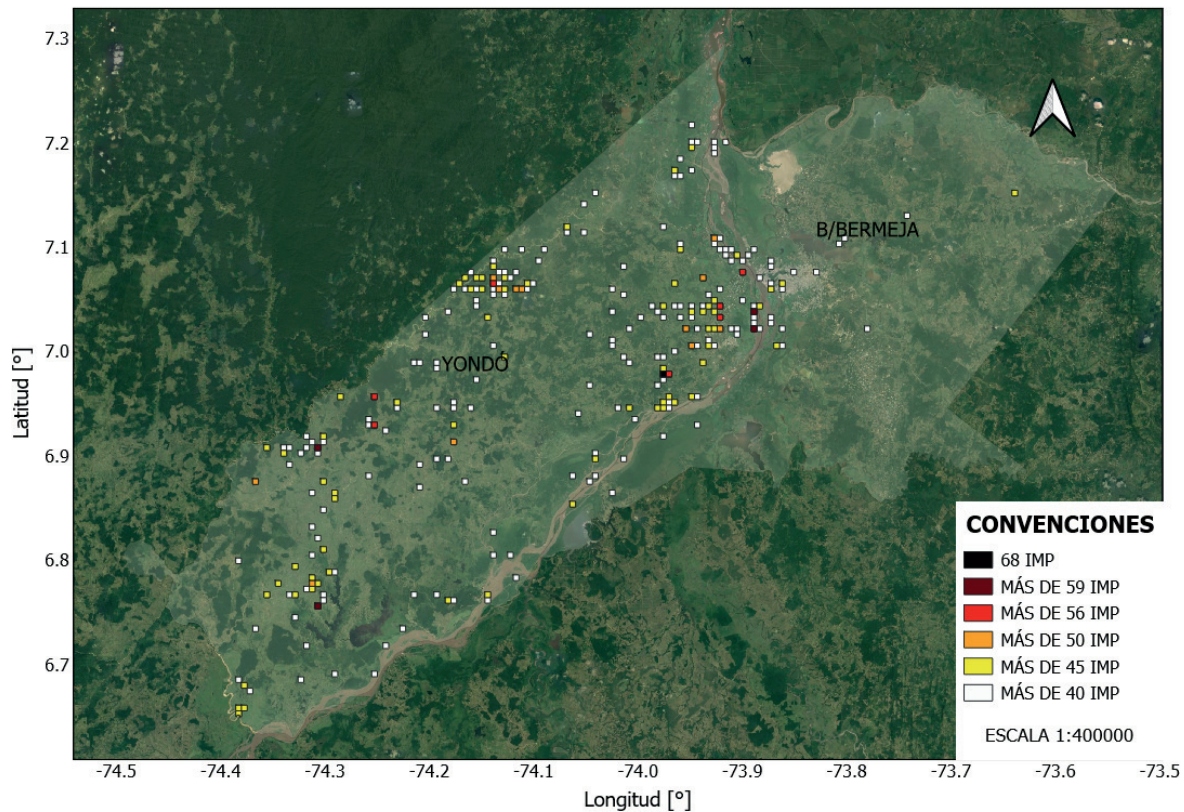 7.3
7.2
7.1
7.0
6.9
6.8
6.7
Latitud [°]
B/BERMEJA
YONDÓ
CONVENCIONES
68 IMP
MÁS DE 59 IMP
MÁS DE 56 IMP
MÁS DE 50 IMP
MÁS DE 45 IMP
MÁS DE 40 IMP
ESCALA 1:400000
-74.5 -74.4 -74.3 -74.2 -74.1 -74.0 -73.9 -73.8 -73.7 -73.6 -73.5
Longitud [°]